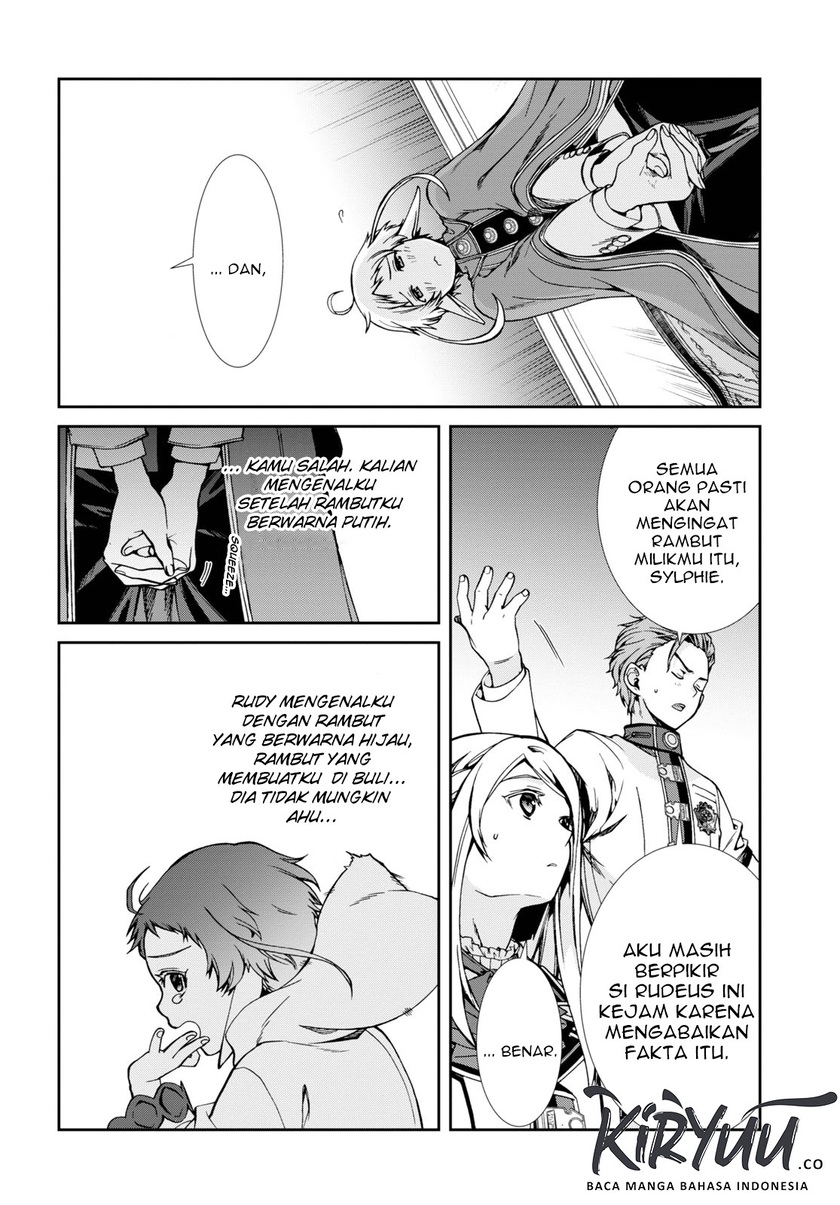 ... DAN,
SEMUA
ORANG PASTI
AKAN
MENGINGAT
RAMBUT
MILIKMU ITU,
SYLPHIE.
AKU MASIH
BERPIKIR
SI RUDEUS INI
KEJAM KARENA
MENGABAIKAN
FAKTA ITU.
... BENAR.
... KAMU SALAH. KALIAN
MENGENALKU
SETELAH RAMBUTKU
BERWARNA PUTIH.
SQUEEZE...
RUDY MENGENALKU
DENGAN RAMBUT
YANG BERWARNA HIJAU,
RAMBUT YANG
MEMBUATKU DI BULI...
DIA TIDAK MUNGKIN
AHU...
KIRYUU.CO
BACA MANGA BAHASA INDONESIA